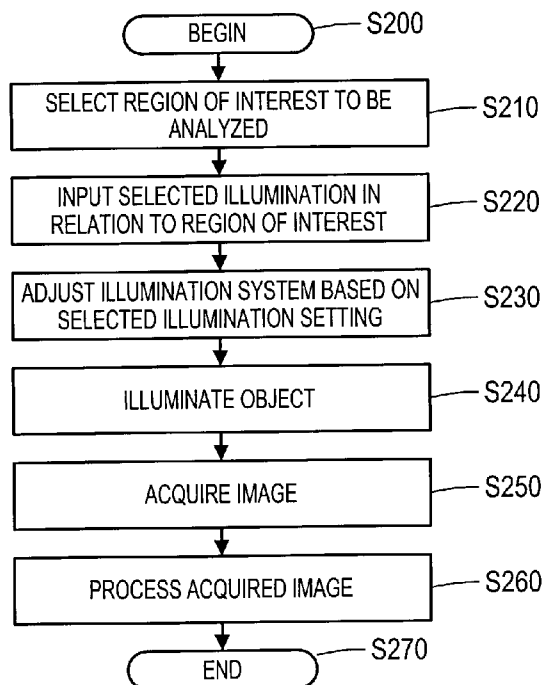 BEGIN
S200
SELECT REGION OF INTEREST TO BE
ANALYZED
S210
INPUT SELECTED ILLUMINATION IN
RELATION TO REGION OF INTEREST
S220
ADJUST ILLUMINATION SYSTEM BASED ON
SELECTED ILLUMINATION SETTING
S230
ILLUMINATE OBJECT
S240
ACQUIRE IMAGE
S250
PROCESS ACQUIRED IMAGE
S260
END
S270